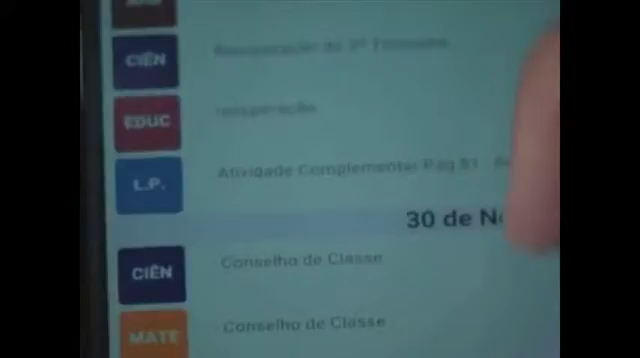 CIÊN
Recuperação do 3º Trimestre
EDUC
recuperação
L.P.
Atividade Complementar Pág 81
30 de No
CIÊN
Conselho de Classe
MATE
Conselho de Classe